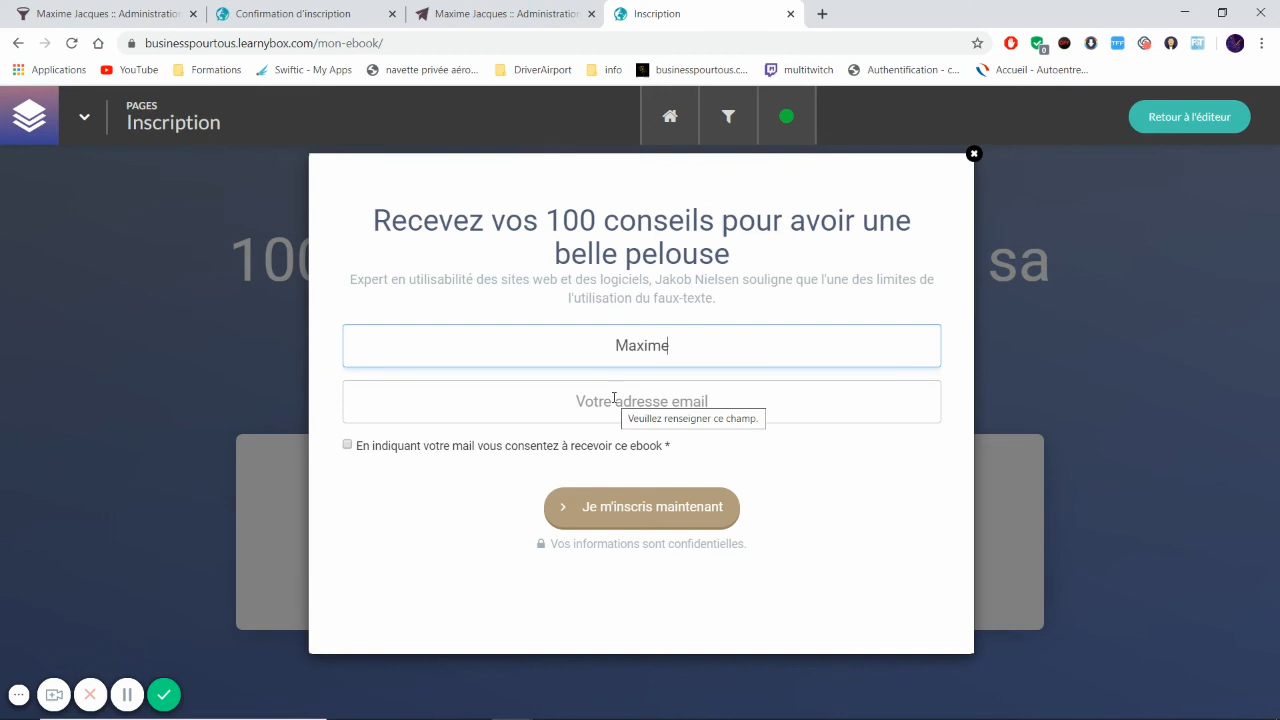 Maxime Jacques :: Administration
Confirmation d'inscription
Maxime Jacques :: Administration
Inscription
businesspourtous.learnybox.com/mon-ebook/
0
Applications
YouTube
Formations
Swiftic - My Apps
navette privée aéro...
DriverAirport
info
businesspourtous.c...
multitwitch
Authentification - c...
Accueil - Autoentre...
PAGES
Inscription
Retour à l'éditeur
100
sa
Recevez vos 100 conseils pour avoir une
belle pelouse
Expert en utilisabilité des sites web et des logiciels, Jakob Nielsen souligne que l'une des limites de
l'utilisation du faux-texte.
Maxime
Votre adresse email
Veuillez renseigner ce champ.
En indiquant votre mail vous consentez à recevoir ce ebook *
Je m'inscris maintenant
Vos informations sont confidentielles.